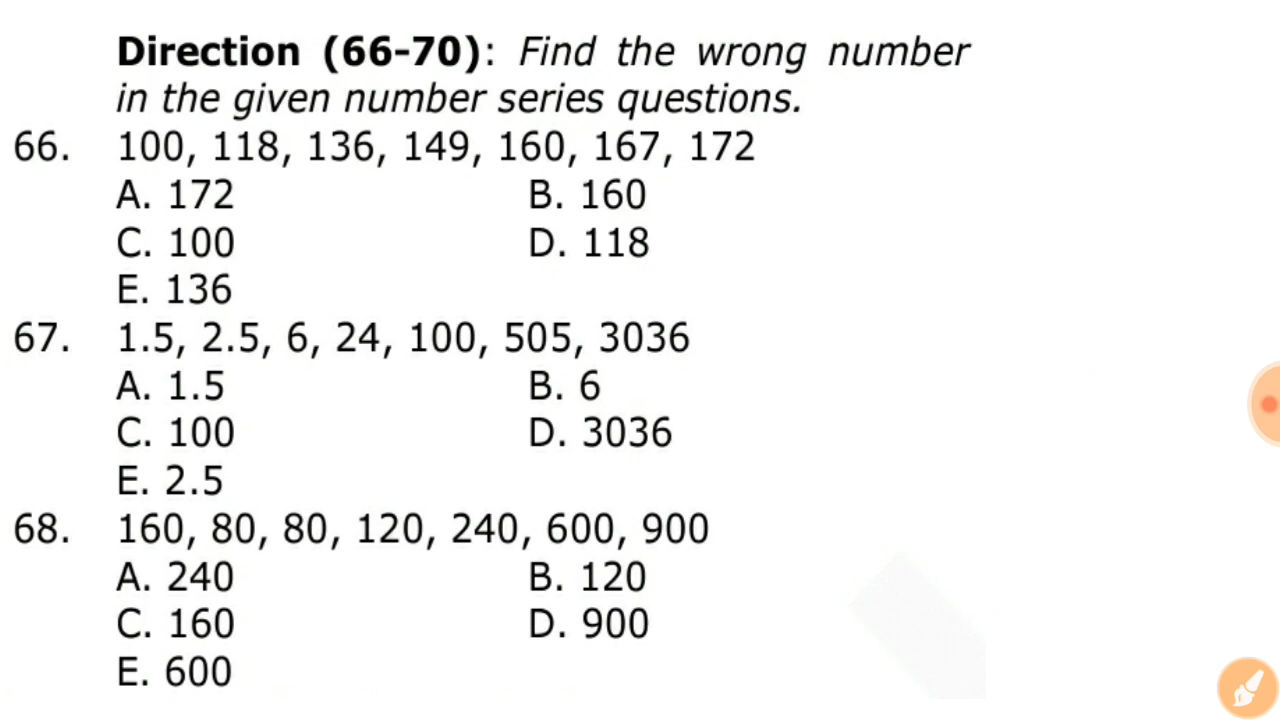 Direction (66-70): Find the wrong number
in the given number series questions.
66. 100, 118, 136, 149, 160, 167, 172
A. 172 B. 160
C. 100 D. 118
E. 136
67. 1.5, 2.5, 6, 24, 100, 505, 3036
A. 1.5 B. 6
C. 100 D. 3036
E. 2.5
68. 160, 80, 80, 120, 240, 600, 900
A. 240 B. 120
C. 160 D. 900
E. 600